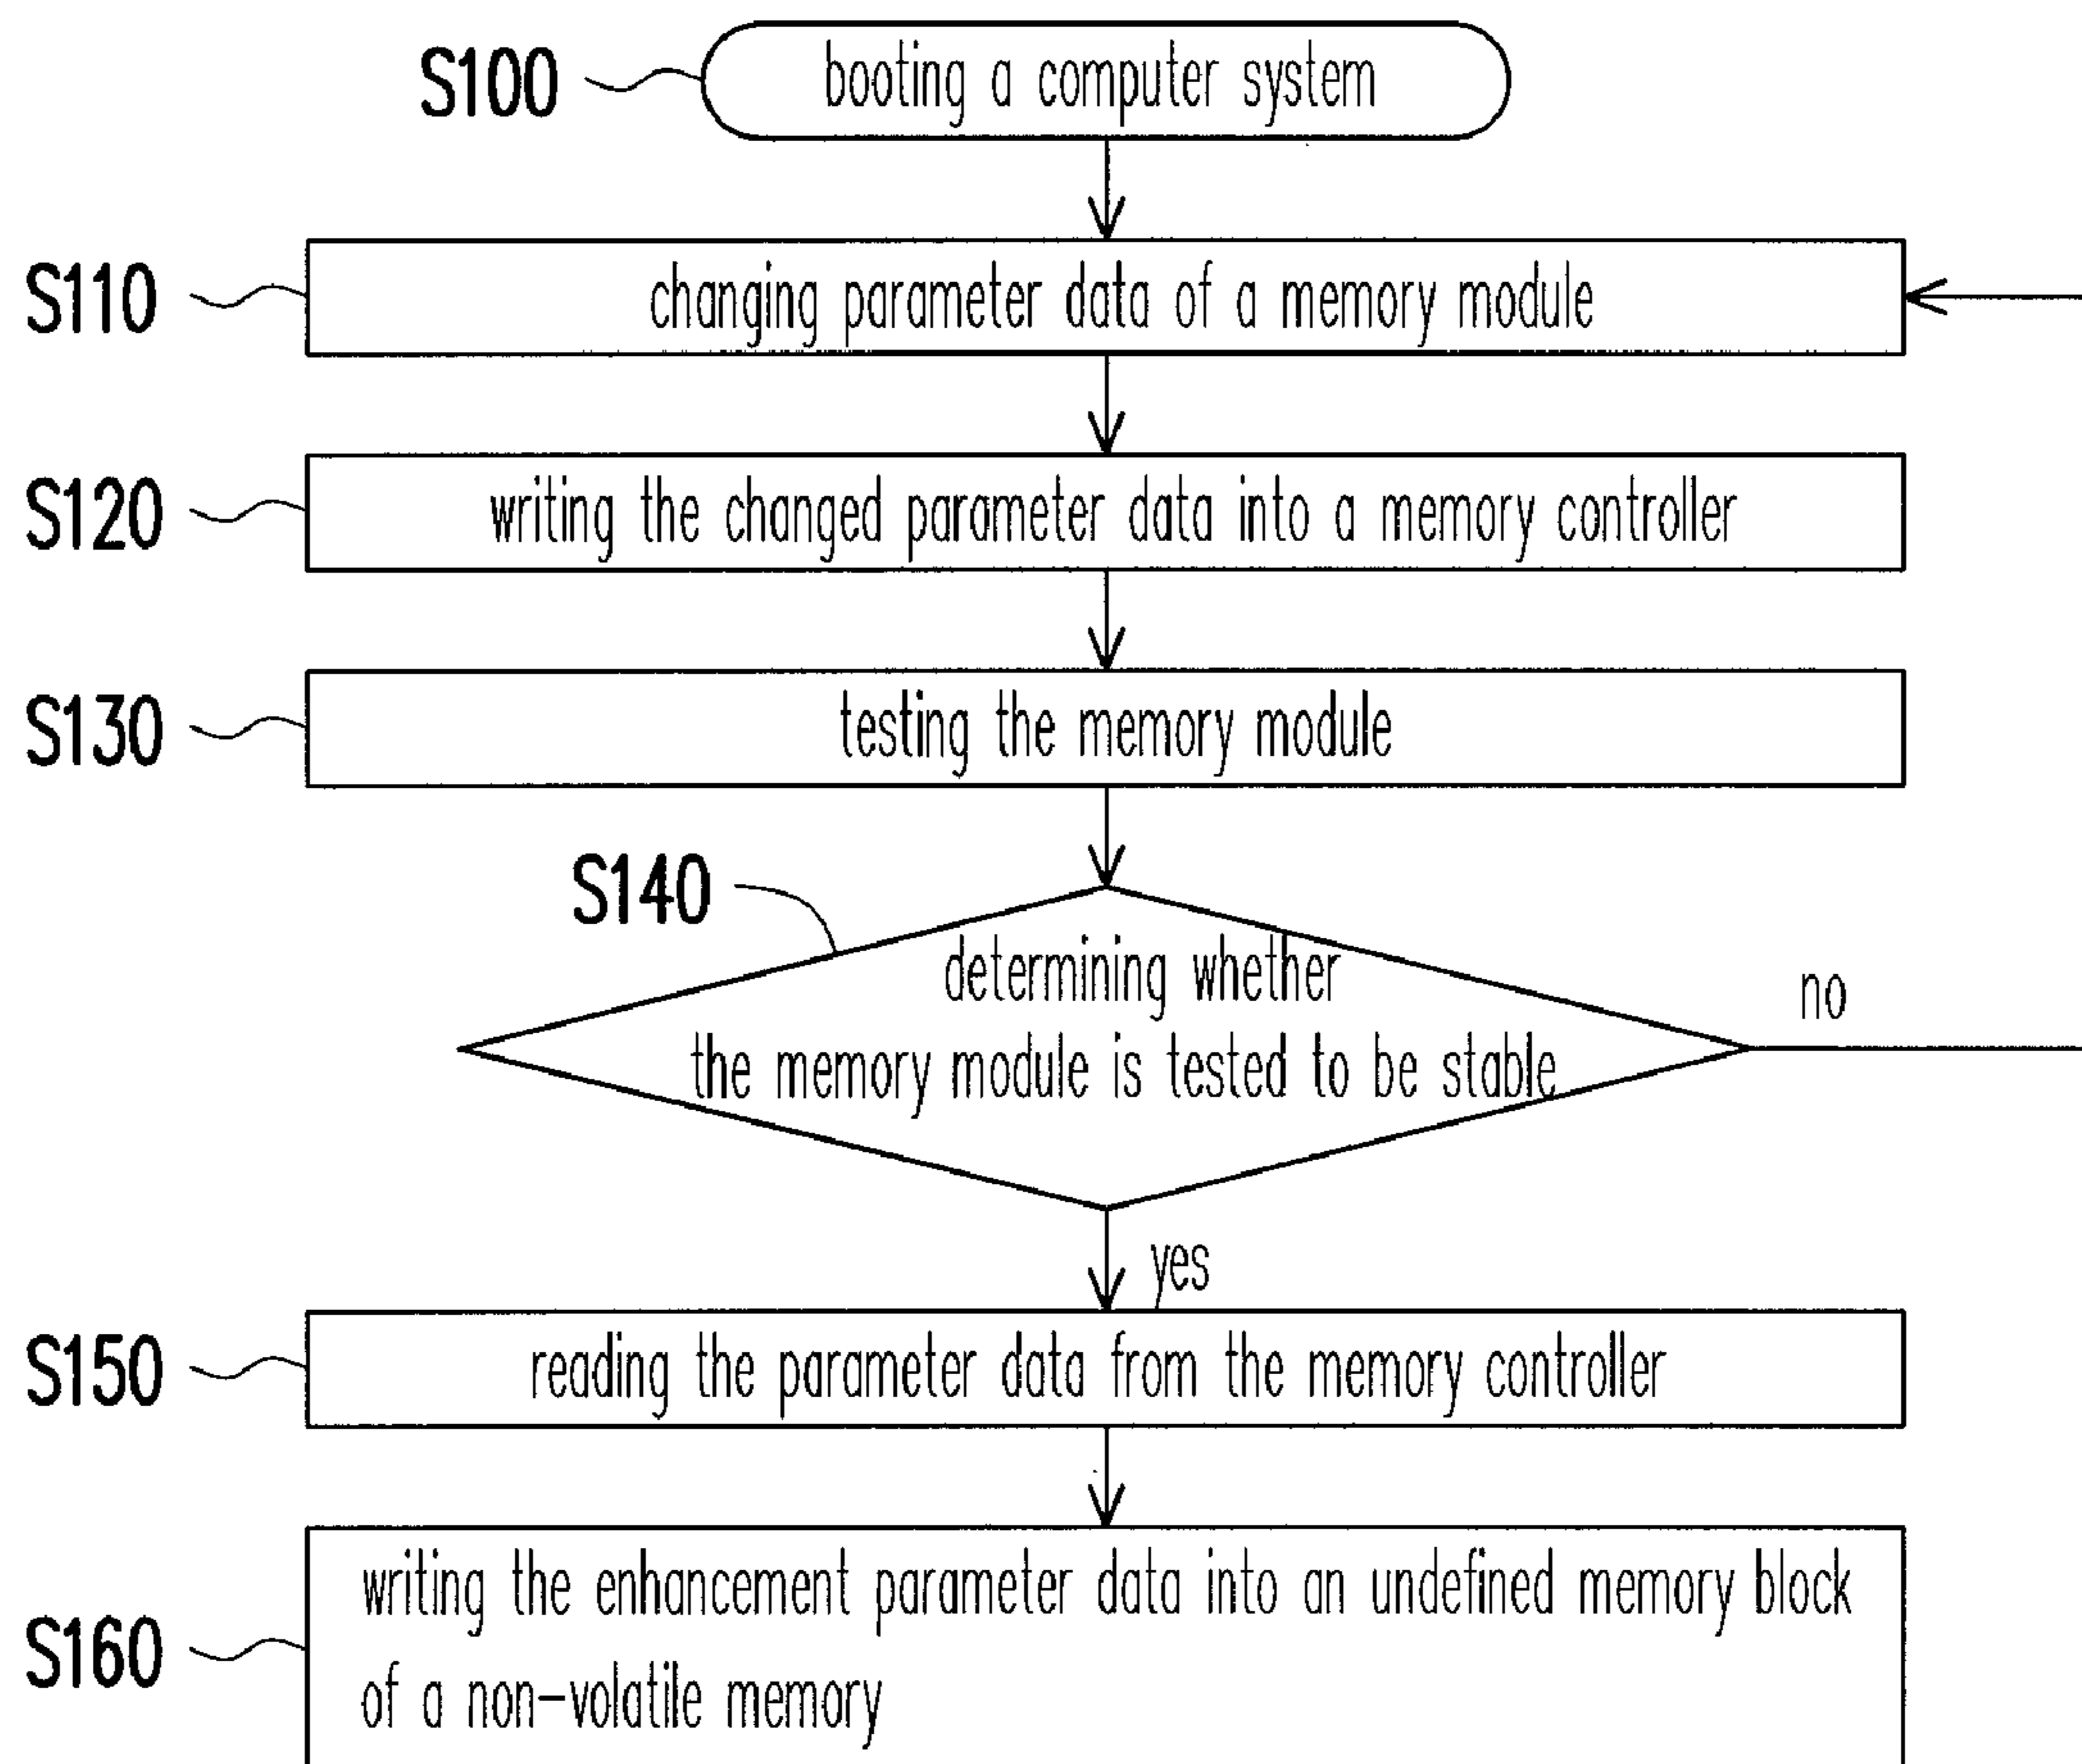 S100
booting a computer system
S110
changing parameter data of a memory module
S120
writing the changed parameter data into a memory controller
S130
testing the memory module
S140
determining whether
the memory module is tested to be stable
no
yes
S150
reading the parameter data from the memory controller
S160
writing the enhancement parameter data into an undefined memory block
of a non-volatile memory